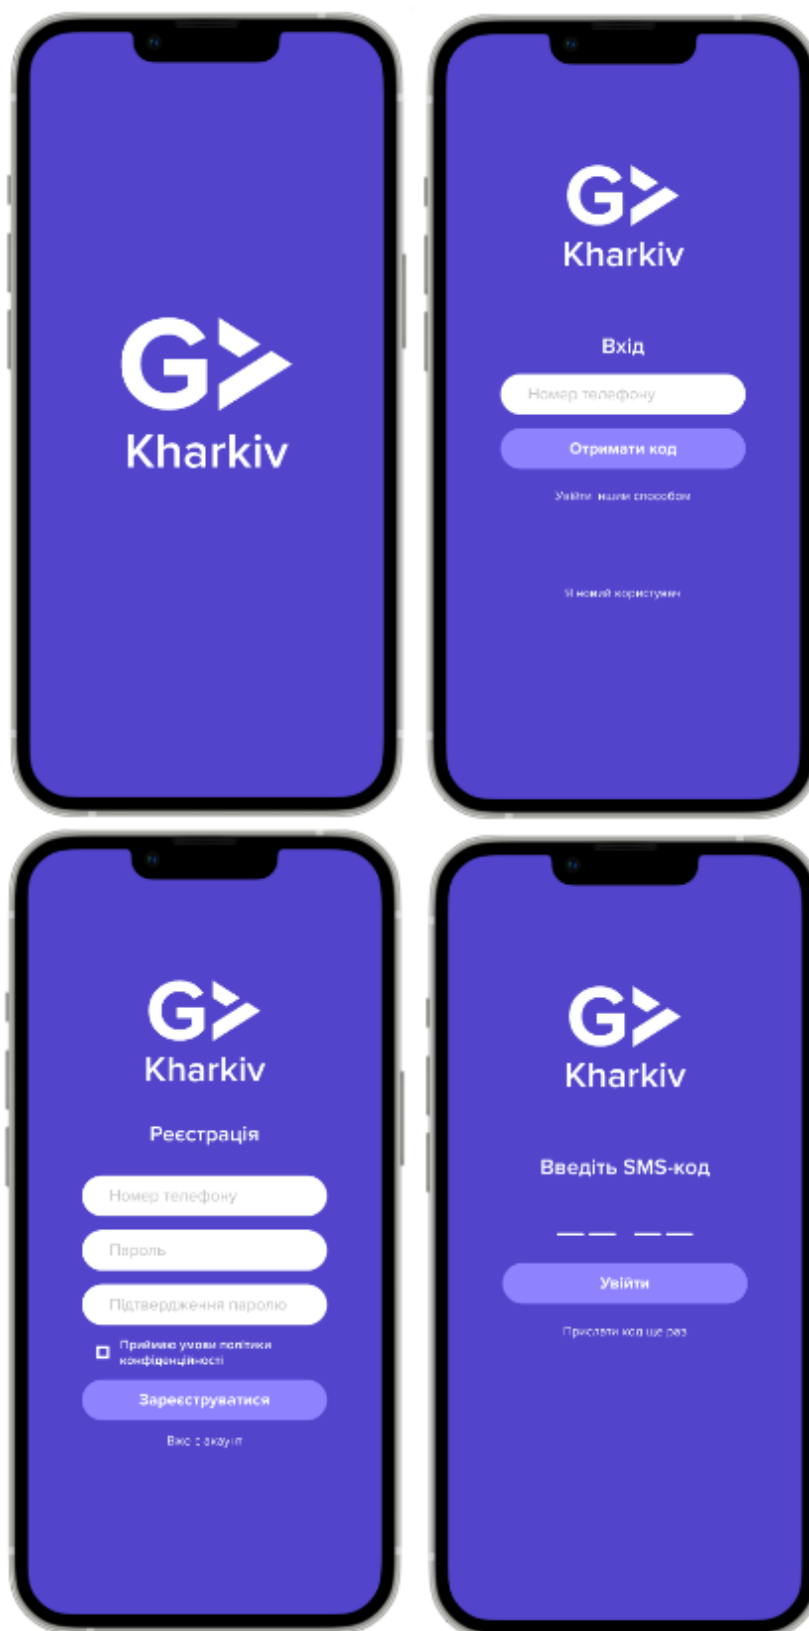 G
Kharkiv
G
Kharkiv
Вхід
Номер телефону
Отримати код
Увійти іншим способом
Я новий користувач
G
Kharkiv
Реєстрація
Номер телефону
Пароль
Підтвердження паролю
Приймаю умови політики
конфіденційності
Зареєструватися
Вже є акаунт
G
Kharkiv
Введіть SMS-код
Увійти
Прислати код ще раз